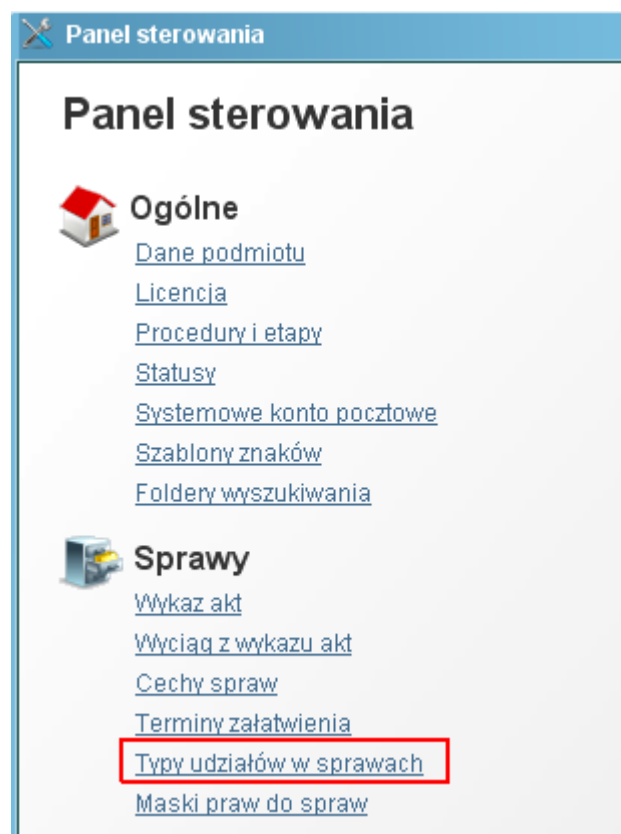 Panel sterowania
Panel sterowania
Ogólne
Dane podmiotu
Licencja
Procedury i etapy
Statusy
Systemowe konto pocztowe
Szablony znaków
Foldery wyszukiwania
Sprawy
Wykaz akt
Wyciąg z wykazu akt
Cechy spraw
Terminy załatwienia
Typy udziałów w sprawach
Maski praw do spraw